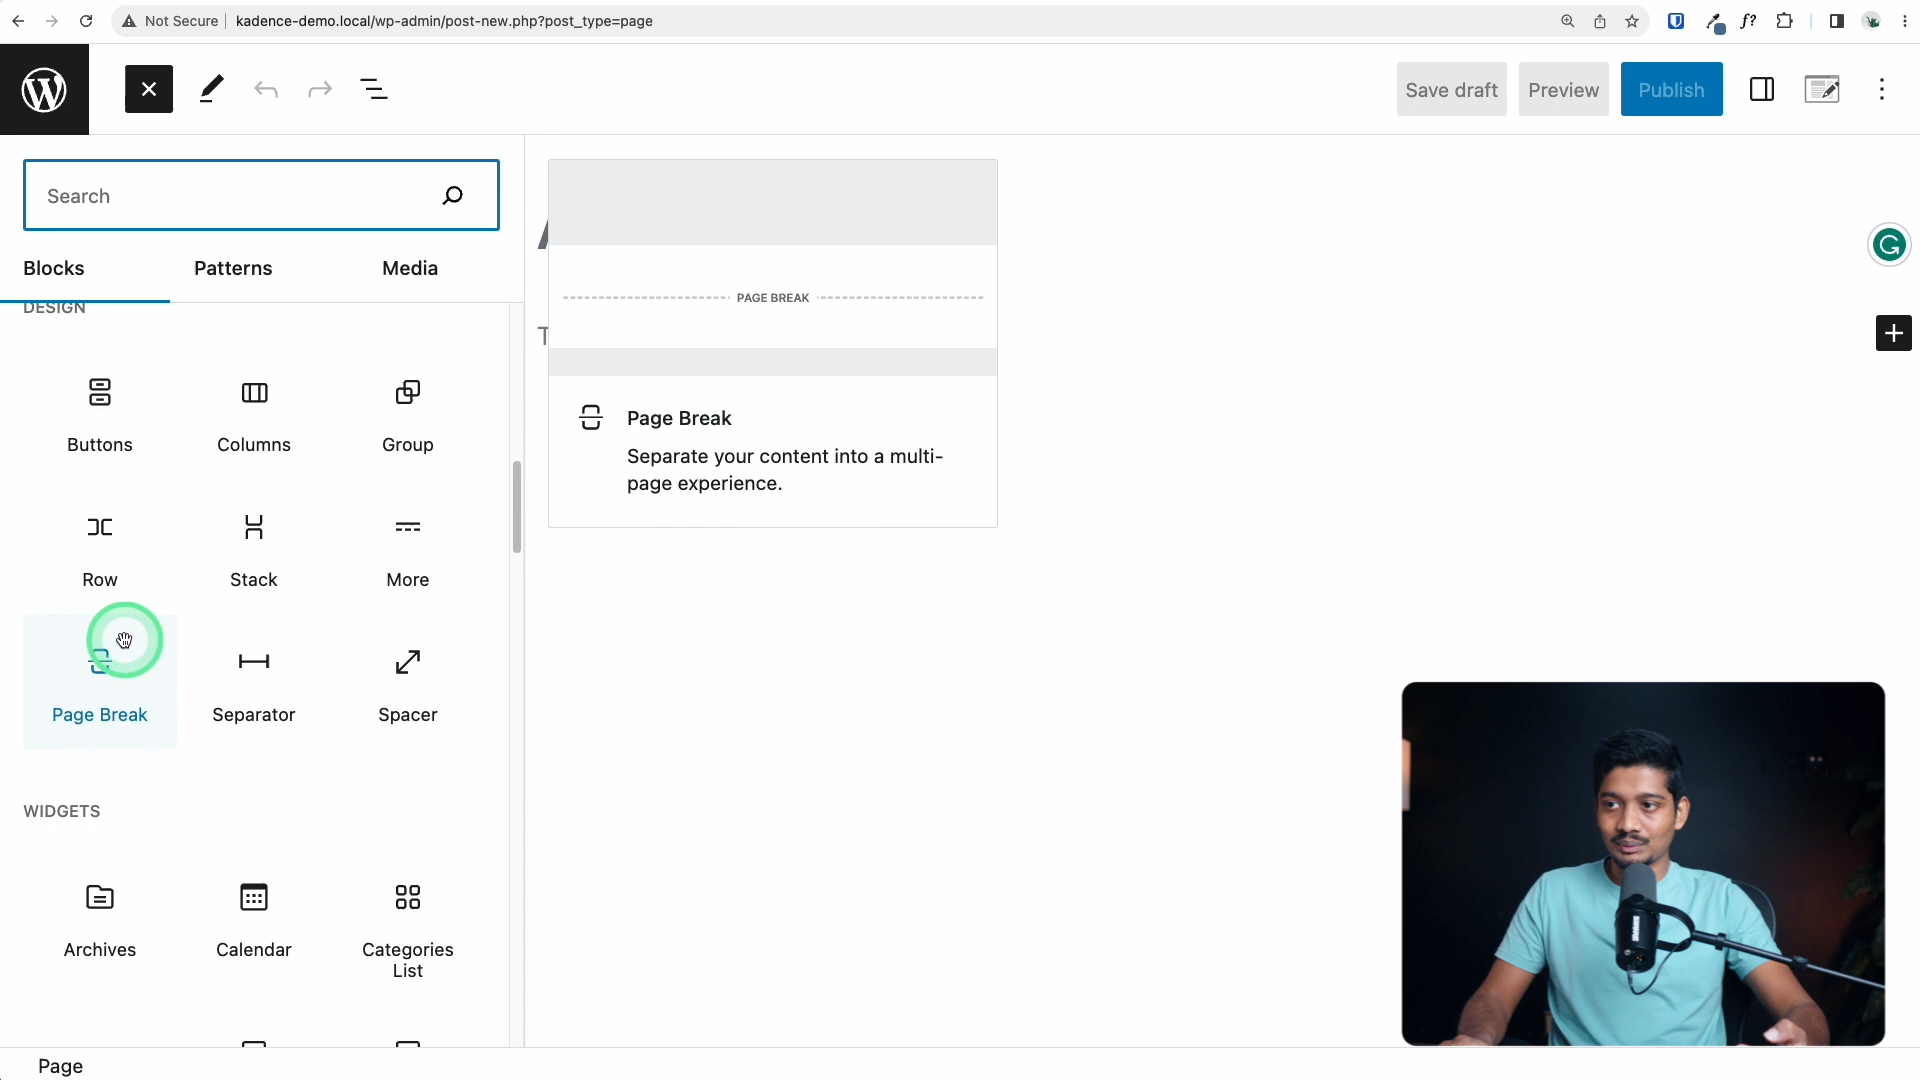 Not Secure
kadence-demo.local/wp-admin/post-new.php?post_type=page
f?
Save draft
Preview
Publish
Search
Blocks
Patterns
Media
DESIGN
Buttons
Columns
Group
Row
Stack
More
Page Break
Separator
Spacer
WIDGETS
Archives
Calendar
Categories
List
PAGE BREAK
T
Page Break
Separate your content into a multi-
page experience.
Page